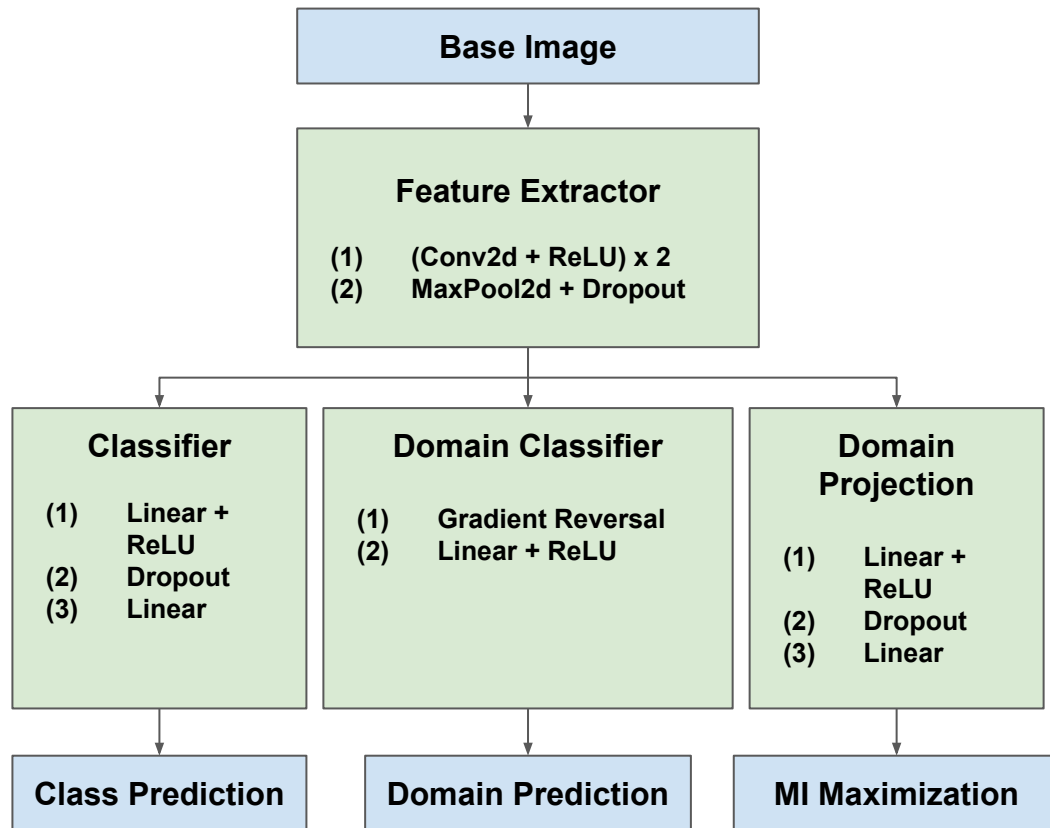 Base Image
Feature Extractor
(1) (Conv2d + ReLU) x 2
(2) MaxPool2d + Dropout
Classifier
(1) Linear +
ReLU
(2) Dropout
(3) Linear
Domain Classifier
(1) Gradient Reversal
(2) Linear + ReLU
Domain
Projection
(1) Linear +
ReLU
(2) Dropout
(3) Linear
Class Prediction
Domain Prediction
MI Maximization